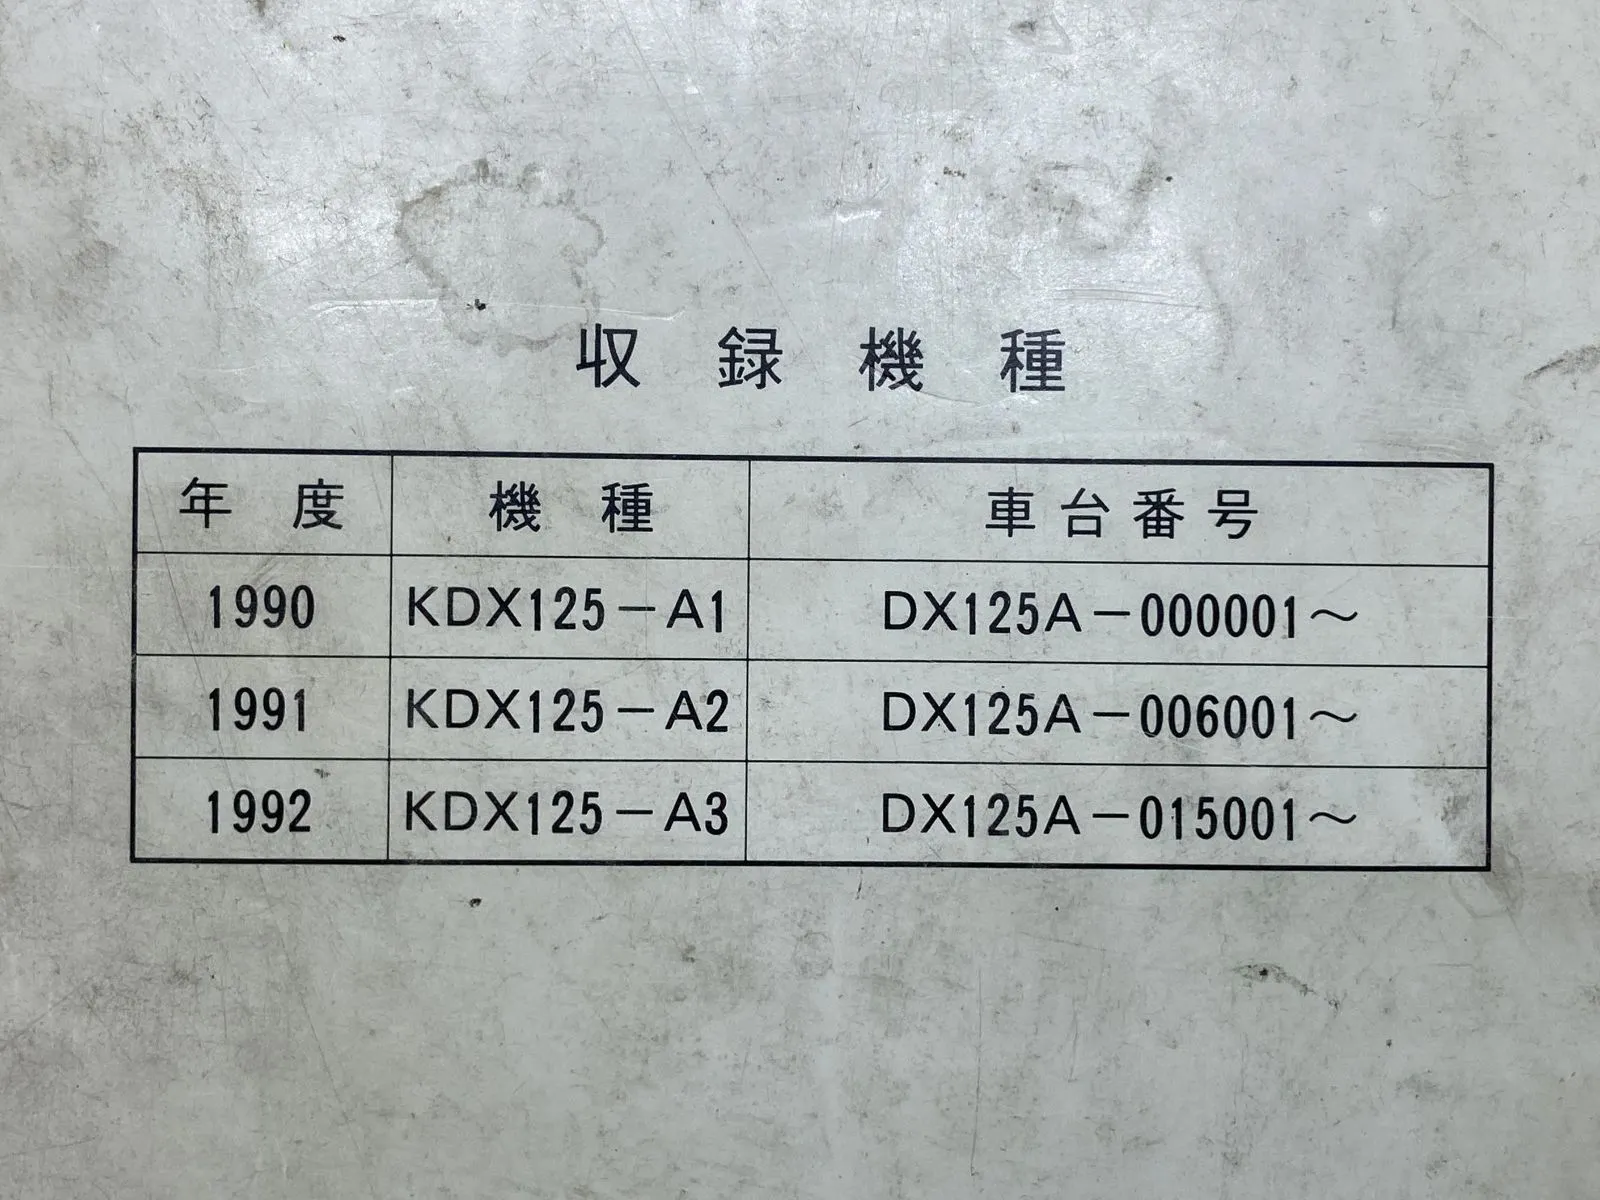 収録機種
年度 機種 車台番号
1990 KDX125-A1 DX125A-000001~
1991 KDX125-A2 DX125A-006001~
1992 KDX125-A3 DX125A-015001~